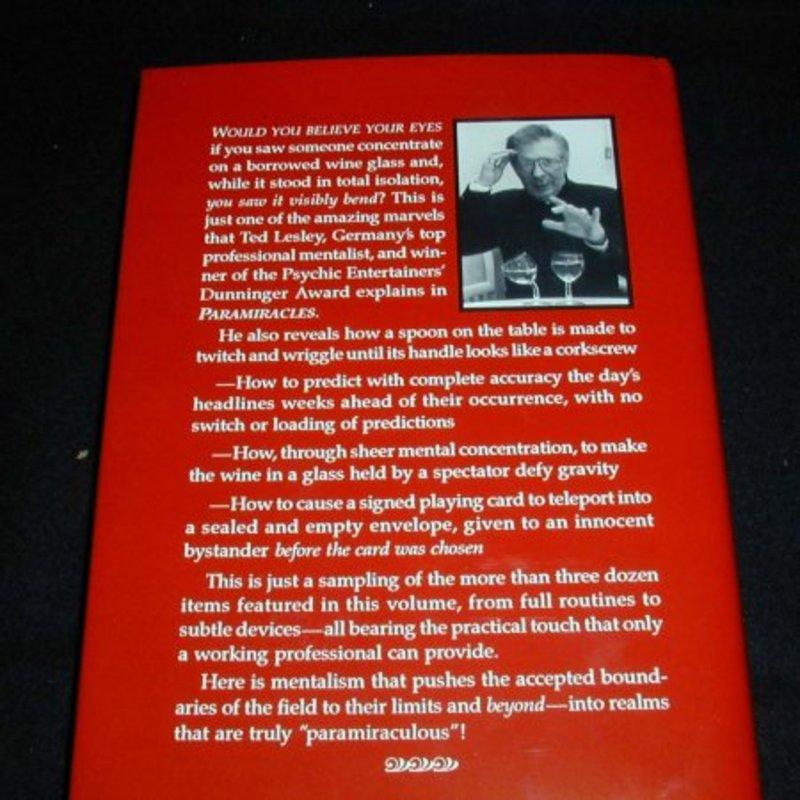 WOULD YOU BELIEVE YOUR EYES
if you saw someone concentrate
on a borrowed wine glass and,
while it stood in total isolation,
you saw it visibly bend? This is
just one of the amazing marvels
that Ted Lesley, Germany's top
professional mentalist, and win-
ner of the Psychic Entertainers'
Dunninger Award explains in
PARAMIRACLES.
He also reveals how a spoon on the table is made to
twitch and wriggle until its handle looks like a corkscrew
—How to predict with complete accuracy the day's
headlines weeks ahead of their occurrence, with no
switch or loading of predictions
—How, through sheer mental concentration, to make
the wine in a glass held by a spectator defy gravity
—How to cause a signed playing card to teleport into
a sealed and empty envelope, given to an innocent
bystander before the card was chosen
This is just a sampling of the more than three dozen
items featured in this volume, from full routines to
subtle devices—all bearing the practical touch that only
a working professional can provide.
Here is mentalism that pushes the accepted bound-
aries of the field to their limits and beyond—into realms
that are truly "paramiraculous"!